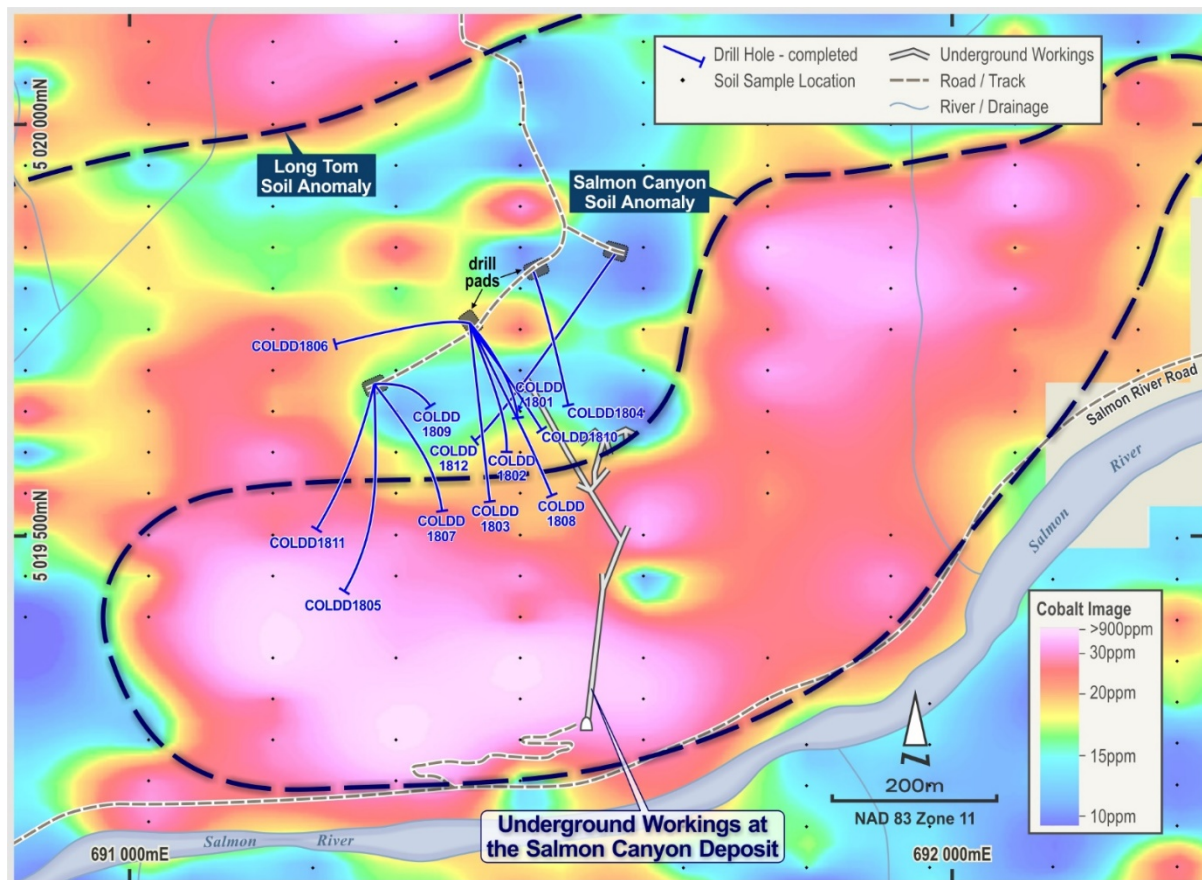 Drill Hole - completed
Soil Sample Location
Underground Workings
Road / Track
River / Drainage
5 020 000mN
Long Tom
Soil Anomaly
Salmon Canyon
Soil Anomaly
drill
pads
COLDD1806
COLDD
1801
COLDD
1809
COLDD1804
COLDD1810
COLDD
1812
COLDD
1802
COLDD
1803
COLDD
1808
COLDD
1807
COLDD1811
COLDD1805
Salmon River Road
Salmon
River
5 019 500mN
Cobalt Image
>900ppm
30ppm
20ppm
15ppm
10ppm
N
200m
NAD 83 Zone 11
Underground Workings at
the Salmon Canyon Deposit
Salmon River
691 000mE
692 000mE